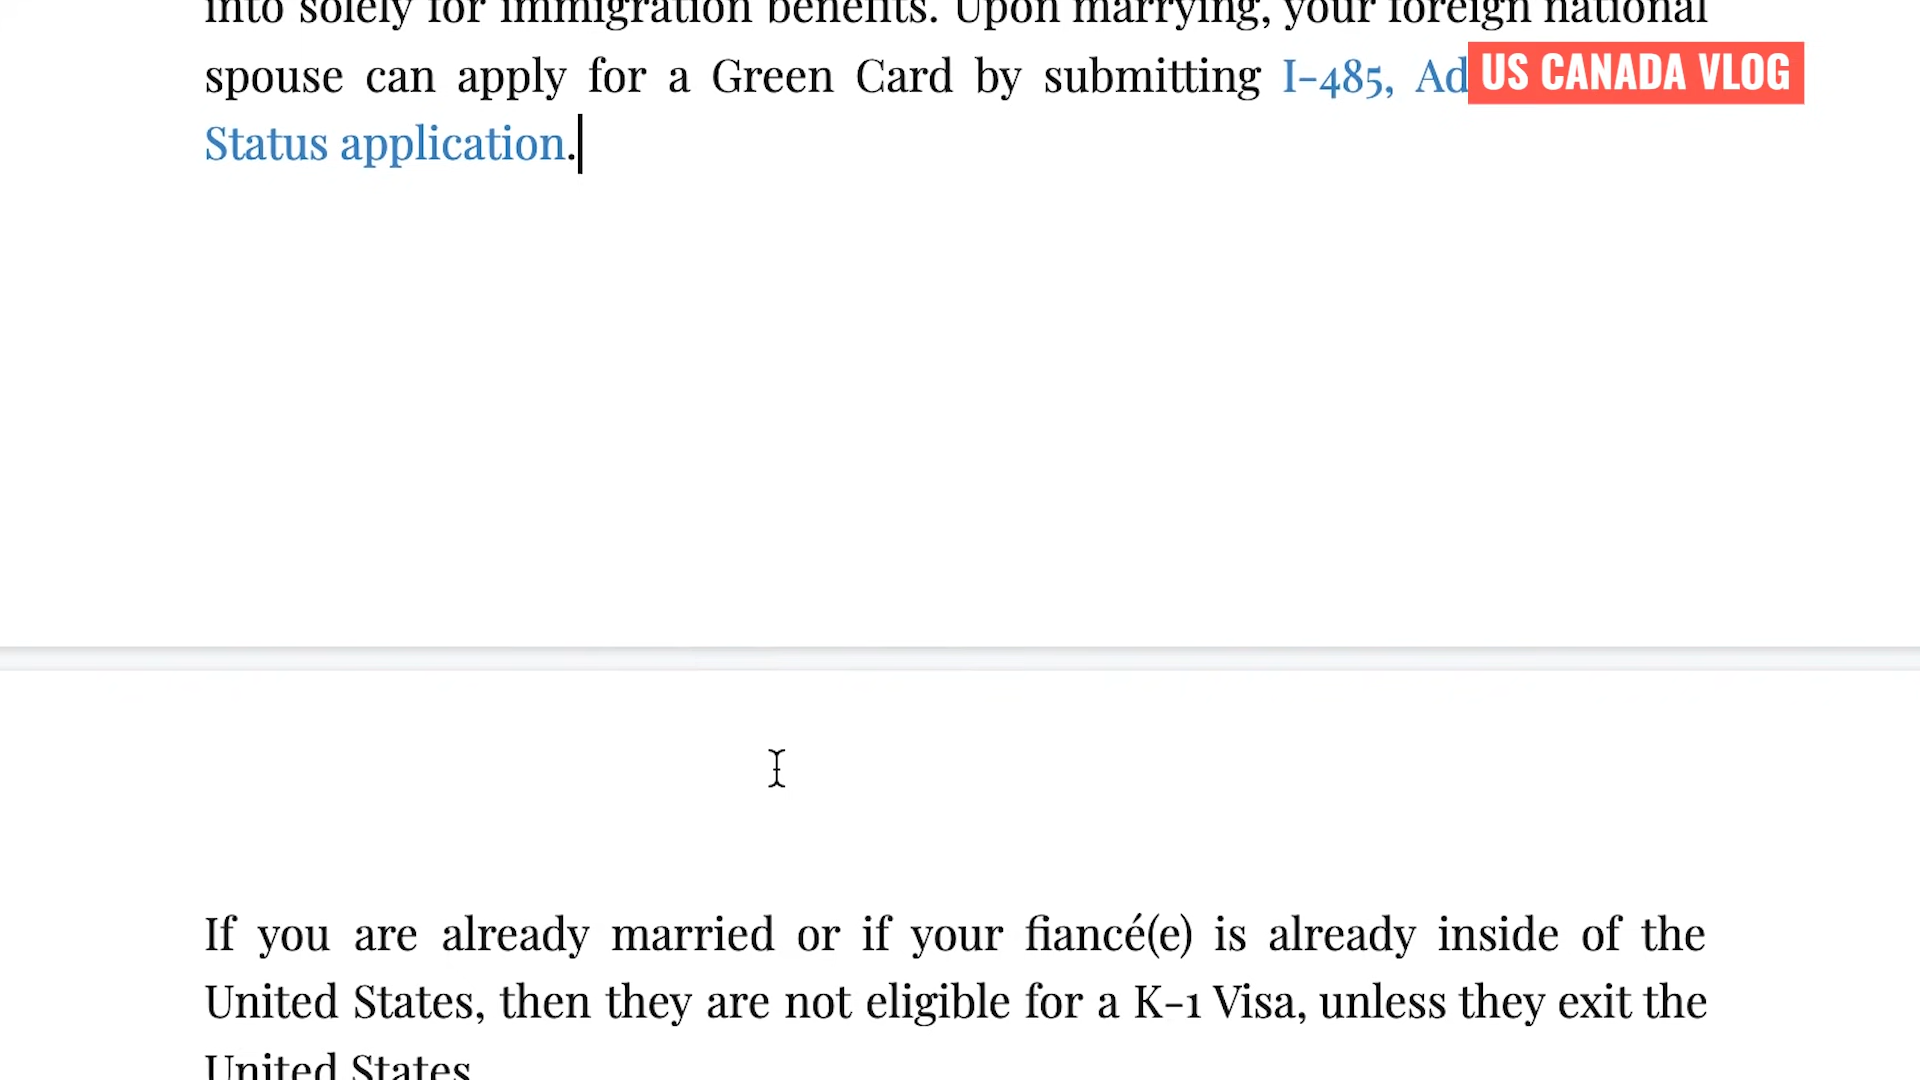 into solely for immigration benefits. Upon marrying, your foreign national
spouse can apply for a Green Card by submitting I-485, Ad
US CANADA VLOG
Status application.
If you are already married or if your fiancé(e) is already inside of the
United States, then they are not eligible for a K-1 Visa, unless they exit the
United States.